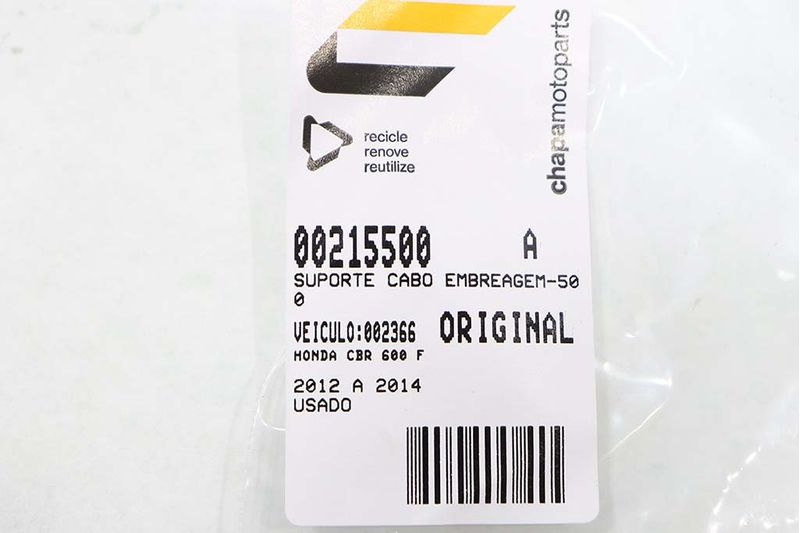 chapamotoparts
recicle
renove
reutilize
00215500 A
SUPORTE CABO EMBREAGEM-50
0
VEICULO:002366 ORIGINAL
HONDA CBR 600 F
2012 A 2014
USADO